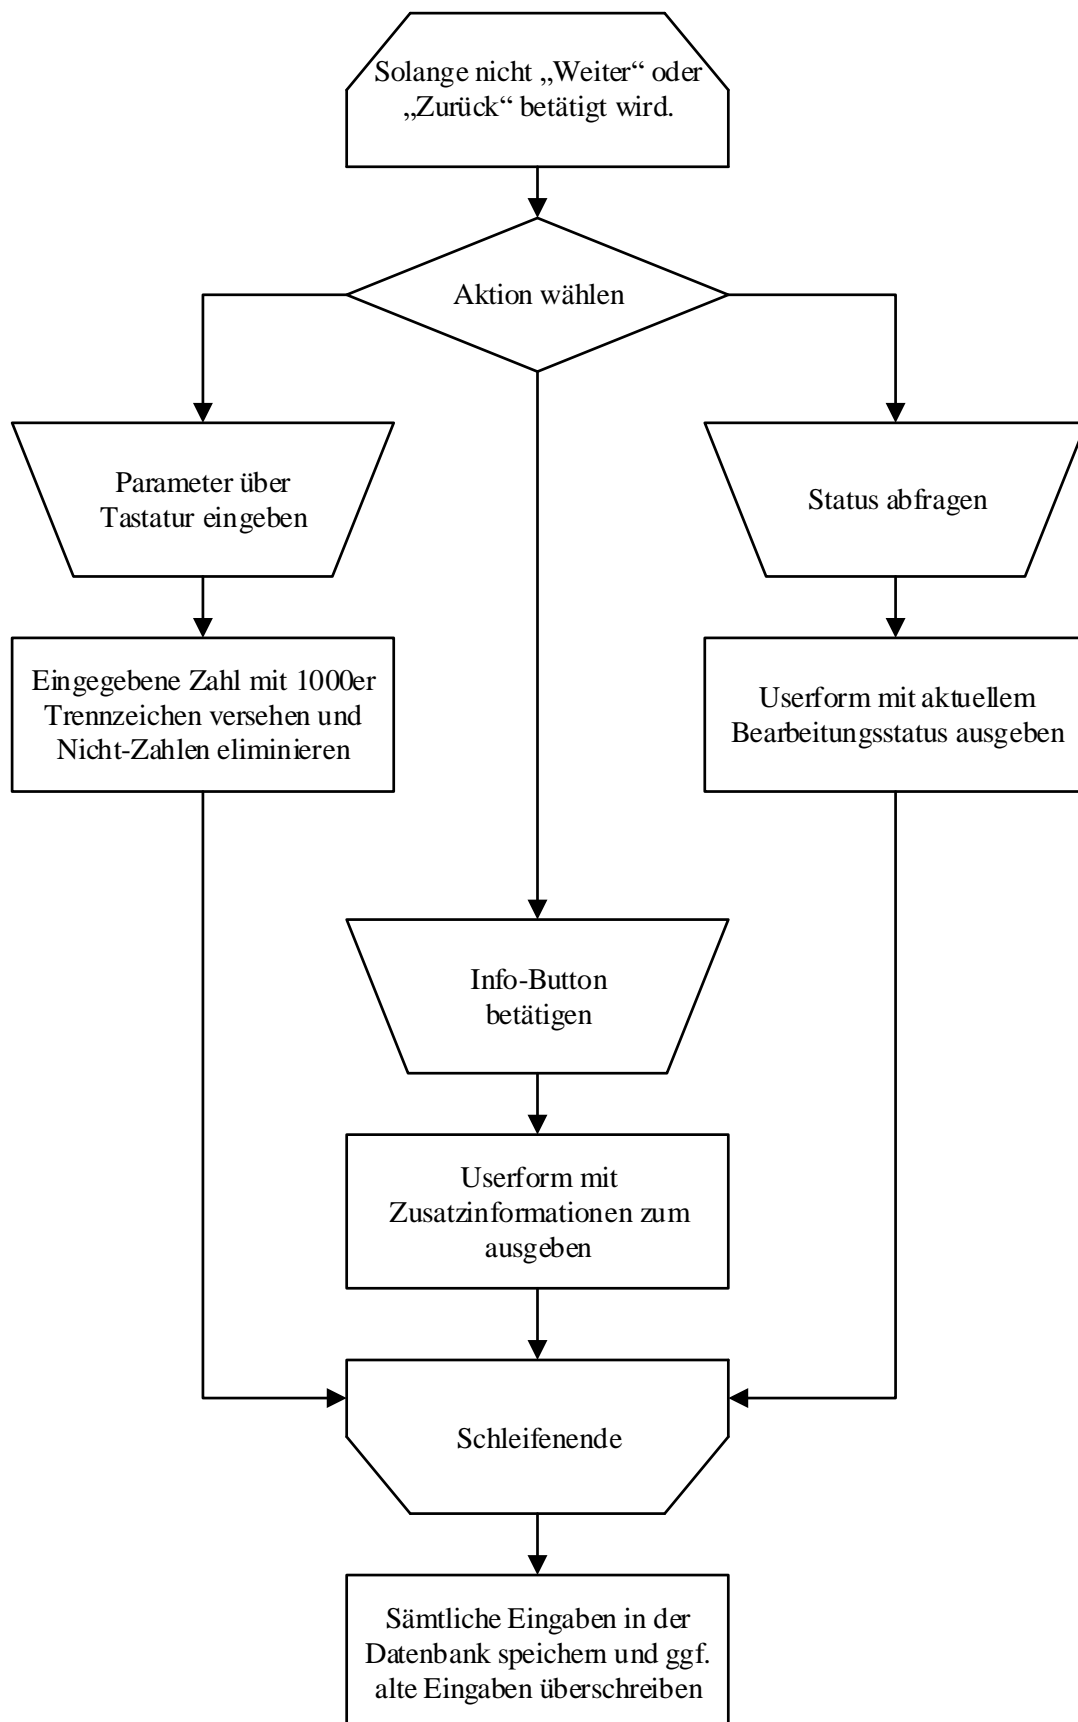 Solange nicht „Weiter“ oder
„Zurück“ betätigt wird.
Aktion wählen
Parameter über
Tastatur eingeben
Status abfragen
Eingegebene Zahl mit 1000er
Trennzeichen versehen und
Nicht-Zahlen eliminieren
Userform mit aktuellem
Bearbeitungsstatus ausgeben
Info-Button
betätigen
Userform mit
Zusatzinformationen zum
ausgeben
Schleifenende
Sämtliche Eingaben in der
Datenbank speichern und ggf.
alte Eingaben überschreiben